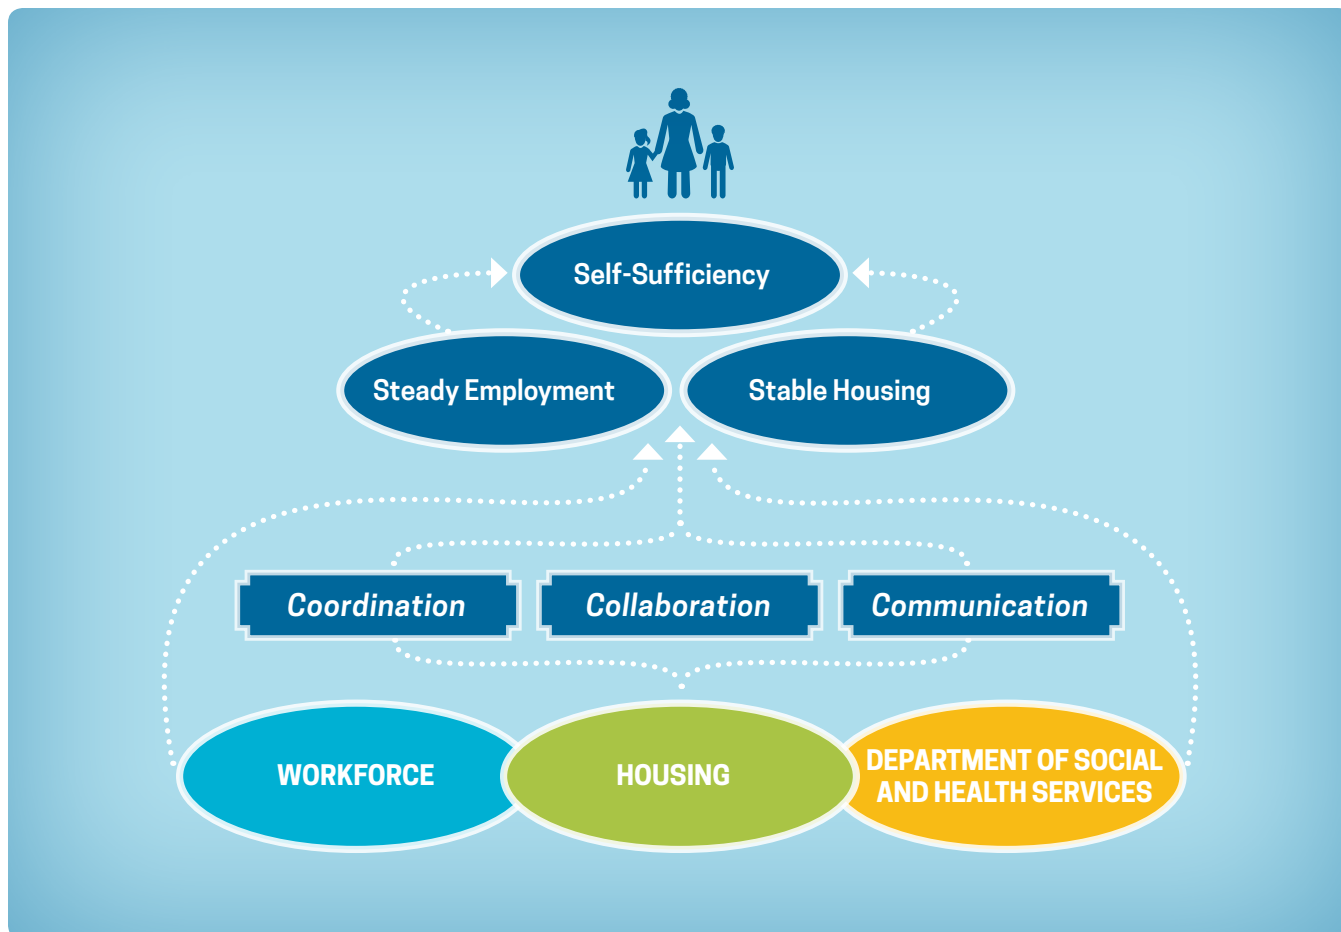 Self-Sufficiency
Steady Employment
Stable Housing
Coordination
Collaboration
Communication
WORKFORCE
HOUSING
DEPARTMENT OF SOCIAL
AND HEALTH SERVICES